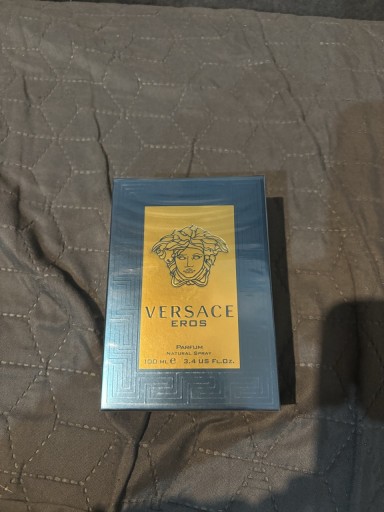 VERSACE
EROS
PARFUM
NATURAL SPRAY
100 ML ℮ 3.4 US FL.OZ.